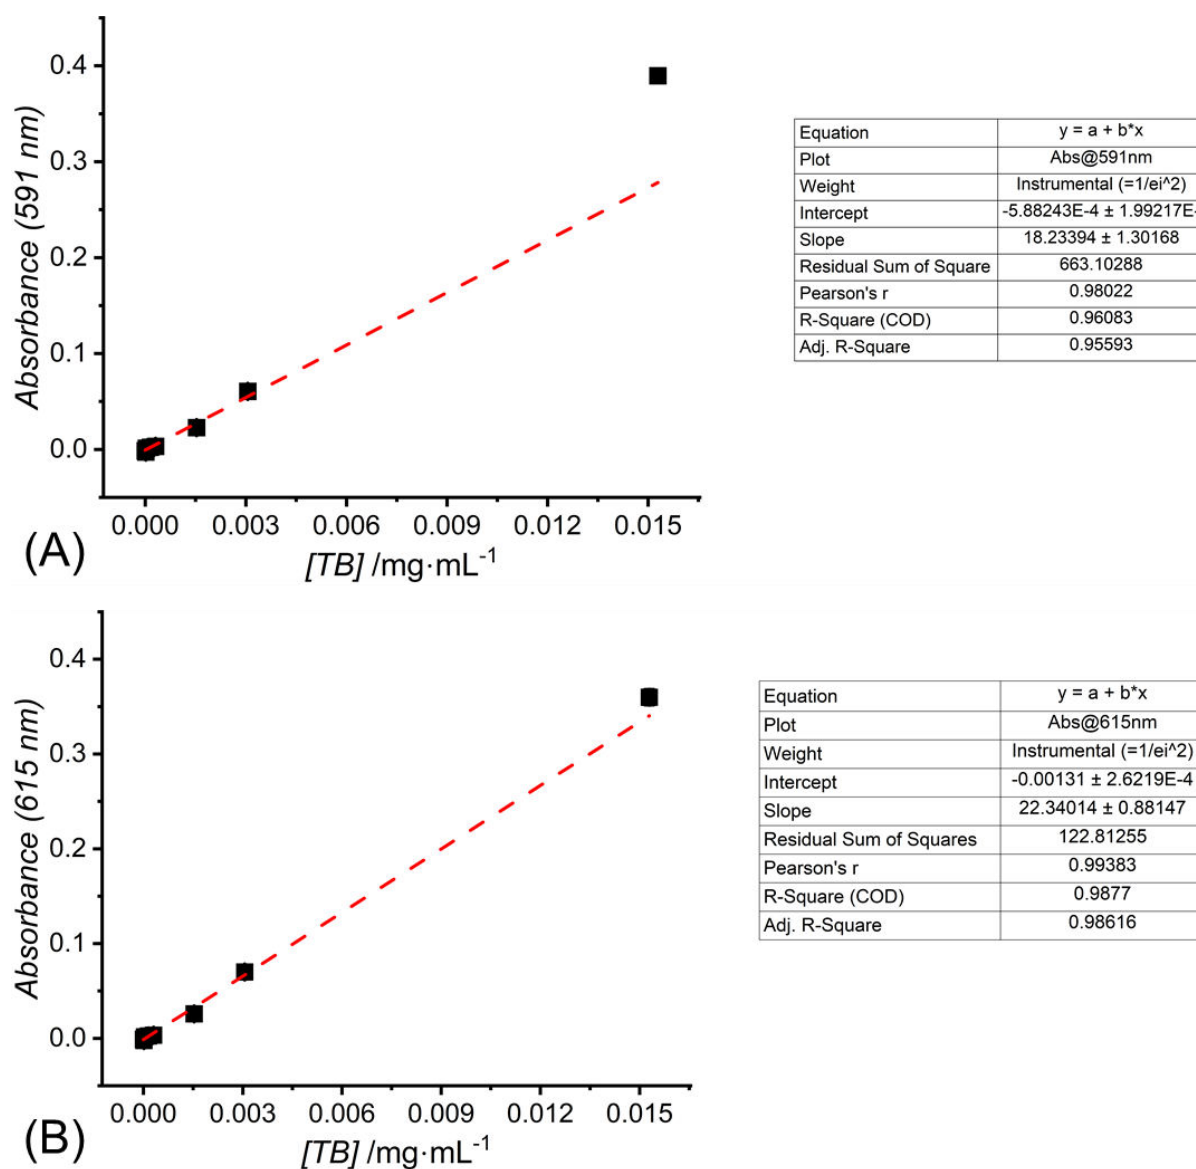 0.4
0.3
0.2
0.1
0.0
Absorbance (591 nm)
0.000 0.003 0.006 0.009 0.012 0.015
[TB] /mg·mL-1
(A)
Equation y = a + b*x
Plot Abs@591nm
Weight Instrumental (=1/ei^2)
Intercept -5.88243E-4 ± 1.99217E-
Slope 18.23394 ± 1.30168
Residual Sum of Square 663.10288
Pearson's r 0.98022
R-Square (COD) 0.96083
Adj. R-Square 0.95593
0.4
0.3
0.2
0.1
0.0
Absorbance (615 nm)
0.000 0.003 0.006 0.009 0.012 0.015
[TB] /mg·mL-1
(B)
Equation y = a + b*x
Plot Abs@615nm
Weight Instrumental (=1/ei^2)
Intercept -0.00131 ± 2.6219E-4
Slope 22.34014 ± 0.88147
Residual Sum of Squares 122.81255
Pearson's r 0.99383
R-Square (COD) 0.9877
Adj. R-Square 0.98616